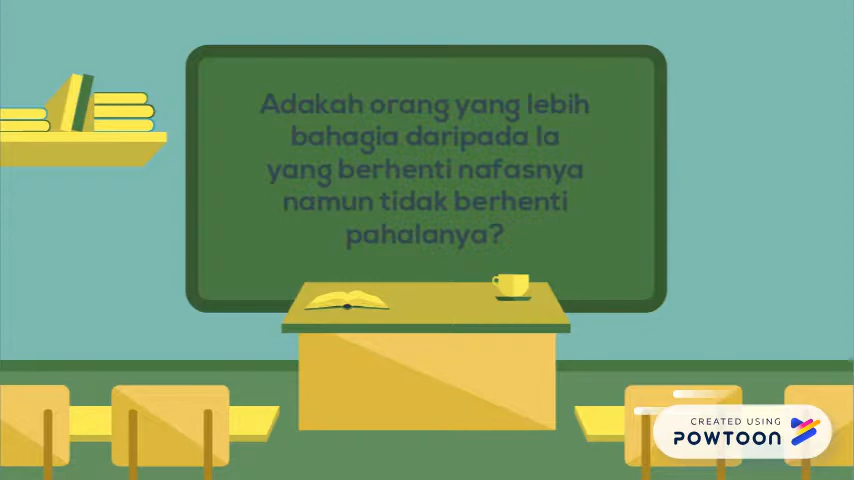 Adakah orang yang lebih
bahagia daripada Ia
yang berhenti nafasnya
namun tidak berhenti
pahalanya?
CREATED USING
POWTOON